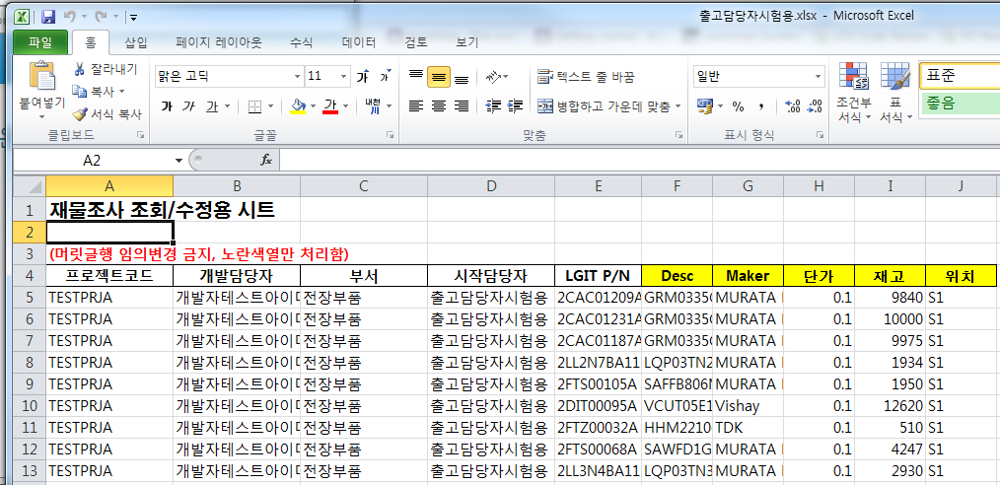 출고담당자시험용.xlsx - Microsoft Excel
파일 홈 삽입 페이지 레이아웃 수식 데이터 검토 보기
붙여넣기 잘라내기 복사 서식 복사 클립보드
맑은 고딕 11 가 가
가 가 가 가 내천 글꼴
텍스트 줄 바꿈
병합하고 가운데 맞춤 맞춤
일반
% , .00 .0 표시 형식
조건부 서식 표 서식
표준
좋음
A2 fx
A B C D E F G H I J
1 재물조사 조회/수정용 시트
2
3 (머릿글행 임의변경 금지, 노란색열만 처리함)
4 프로젝트코드 개발담당자 부서 시작담당자 LGIT P/N Desc Maker 단가 재고 위치
5 TESTPRJA 개발자테스트아이디 전장부품 출고담당자시험용 2CAC01209A GRM0335C MURATA 0.1 9840 S1
6 TESTPRJA 개발자테스트아이디 전장부품 출고담당자시험용 2CAC01231A GRM0335C MURATA 0.1 10000 S1
7 TESTPRJA 개발자테스트아이디 전장부품 출고담당자시험용 2CAC01187A GRM0335C MURATA 0.1 9975 S1
8 TESTPRJA 개발자테스트아이디 전장부품 출고담당자시험용 2LL2N7BA11 LQP03TN2 MURATA 0.1 1934 S1
9 TESTPRJA 개발자테스트아이디 전장부품 출고담당자시험용 2FTS00105A SAFFB806M MURATA 0.1 1950 S1
10 TESTPRJA 개발자테스트아이디 전장부품 출고담당자시험용 2DIT00095A VCUT05E1 Vishay 0.1 12620 S1
11 TESTPRJA 개발자테스트아이디 전장부품 출고담당자시험용 2FTZ00032A HHM2210 TDK 0.1 510 S1
12 TESTPRJA 개발자테스트아이디 전장부품 출고담당자시험용 2FTS00068A SAWFD1G MURATA 0.1 4247 S1
13 TESTPRJA 개발자테스트아이디 전장부품 출고담당자시험용 2LL3N4BA11 LQP03TN3 MURATA 0.1 2930 S1